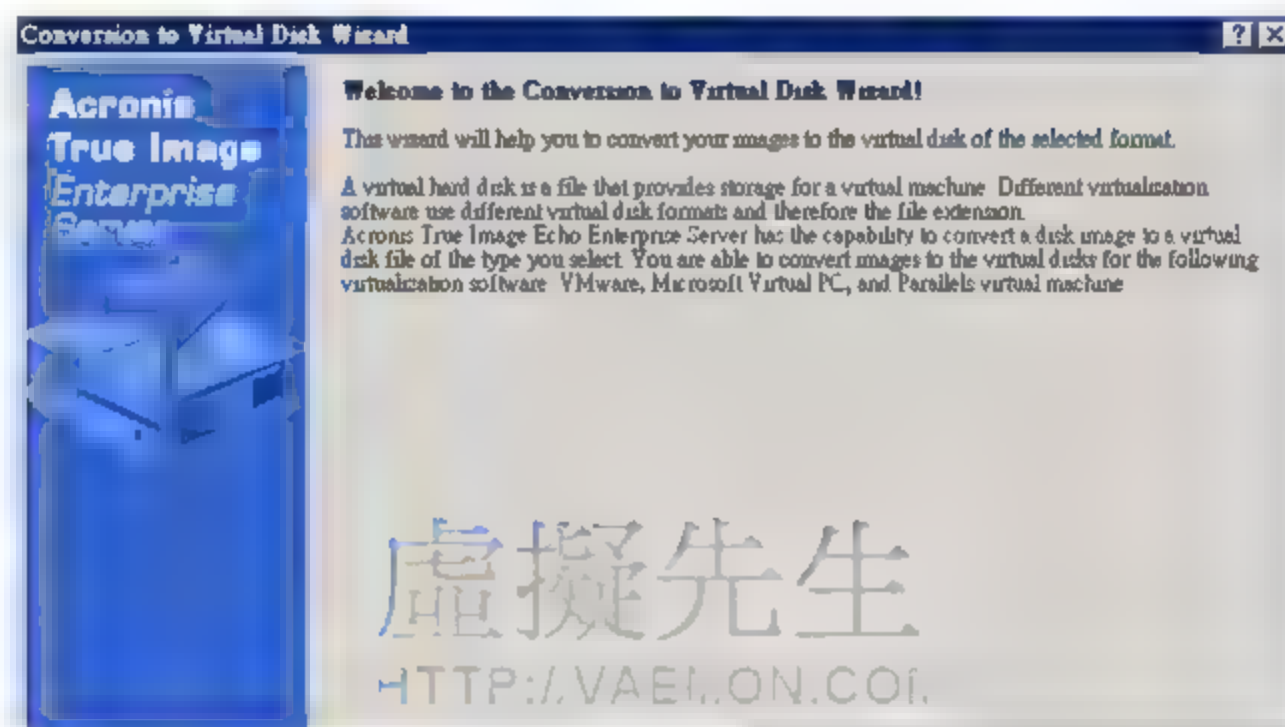 Conversion to Virtual Disk Wizard
Acronis
True Image
Enterprise
Server
Welcome to the Conversion to Virtual Disk Wizard!
This wizard will help you to convert your images to the virtual disk of the selected format.
A virtual hard disk is a file that provides storage for a virtual machine. Different virtualization
software use different virtual disk formats and therefore the file extension.
Acronis True Image Echo Enterprise Server has the capability to convert a disk image to a virtual
disk file of the type you select. You are able to convert images to the virtual disks for the following
virtualization software: VMware, Microsoft Virtual PC, and Parallels virtual machine
虛擬先生